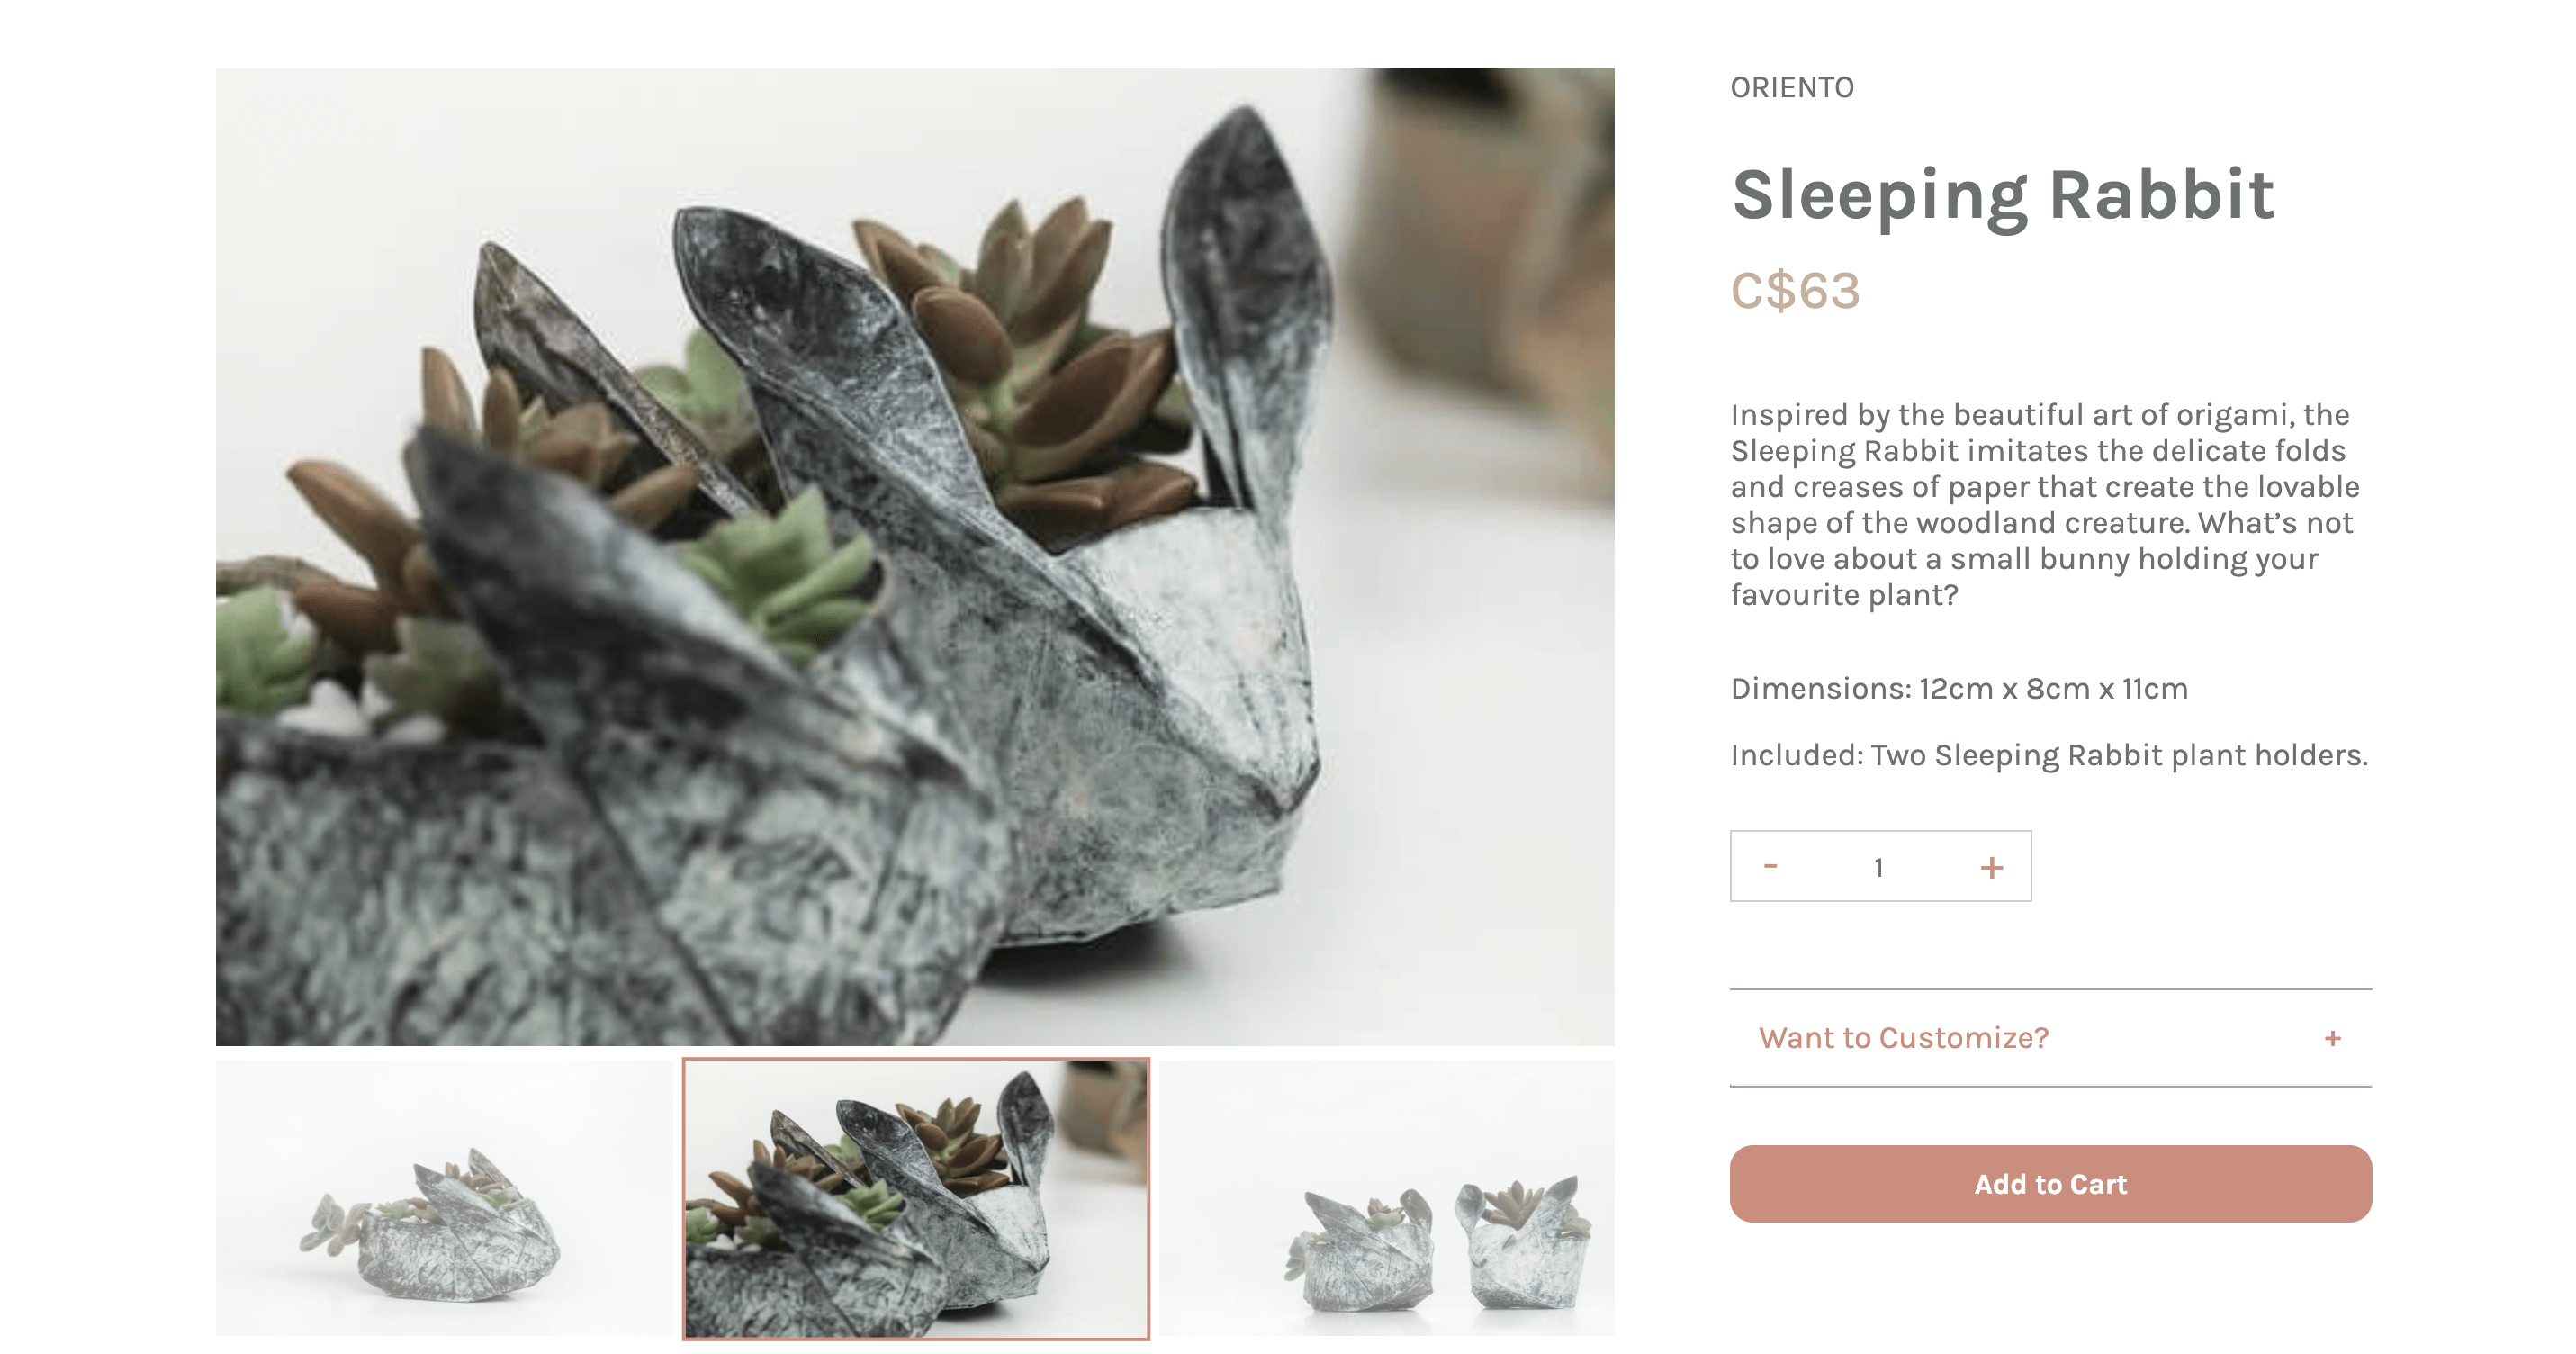 ORIENTO
Sleeping Rabbit
C$63
Inspired by the beautiful art of origami, the
Sleeping Rabbit imitates the delicate folds
and creases of paper that create the lovable
shape of the woodland creature. What’s not
to love about a small bunny holding your
favourite plant?
Dimensions: 12cm x 8cm x 11cm
Included: Two Sleeping Rabbit plant holders.
- 1 +
Want to Customize? +
Add to Cart